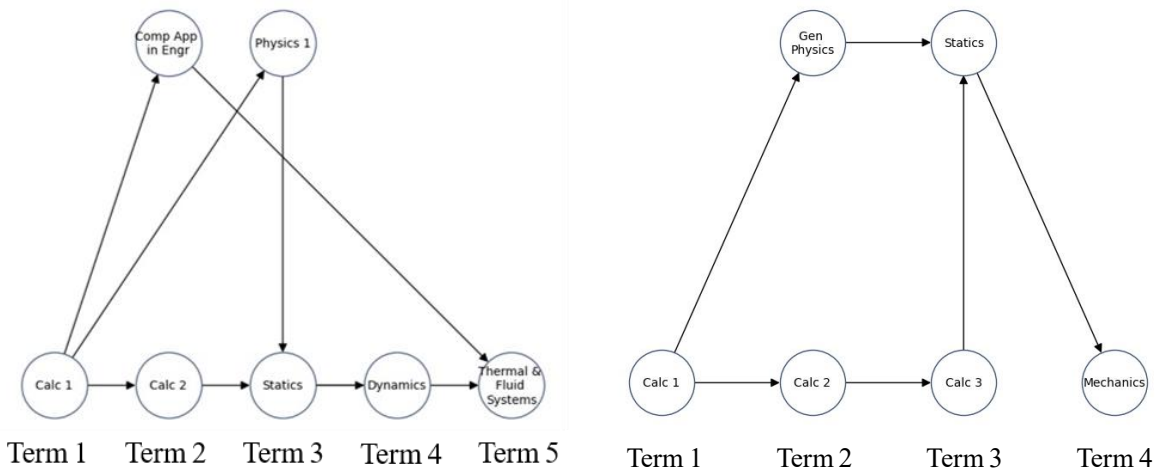 Comp App
in Engr
Physics 1
Calc 1
Calc 2
Statics
Dynamics
Thermal &
Fluid
Systems
Term 1
Term 2
Term 3
Term 4
Term 5
Gen
Physics
Statics
Calc 1
Calc 2
Calc 3
Mechanics
Term 1
Term 2
Term 3
Term 4